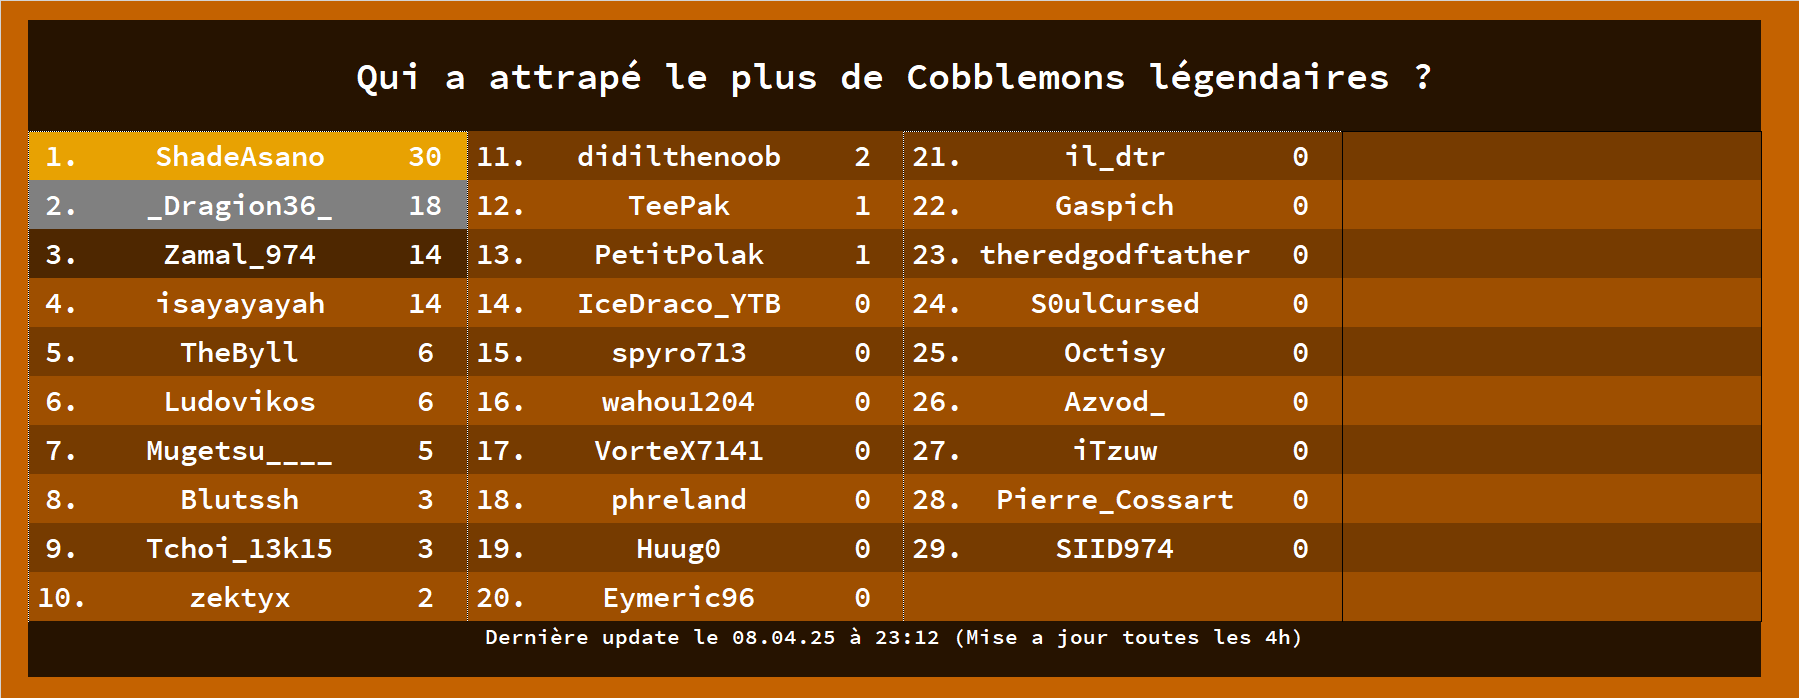 Qui a attrapé le plus de Cobblemons légendaires ?
1. ShadeAsano 30
2. _Dragion36_ 18
3. Zamal_974 14
4. isayayayah 14
5. TheByll 6
6. Ludovikos 6
7. Mugetsu____ 5
8. Blutssh 3
9. Tchoi_13k15 3
10. zektyx 2
11. didilthenoob 2
12. TeePak 1
13. PetitPolak 1
14. IceDraco_YTB 0
15. spyro713 0
16. wahou1204 0
17. VorteX7141 0
18. phreland 0
19. Huug0 0
20. Eymeric96 0
21. il_dtr 0
22. Gaspich 0
23. theredgodftather 0
24. S0ulCursed 0
25. Octisy 0
26. Azvod_ 0
27. iTzuw 0
28. Pierre_Cossart 0
29. SIID974 0
Dernière update le 08.04.25 à 23:12 (Mise a jour toutes les 4h)